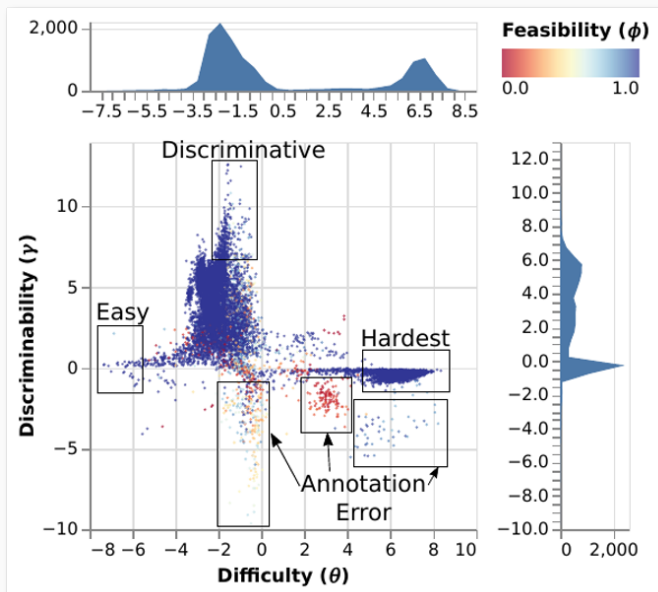 Feasibility (ϕ)
0.0 1.0
2,000
0
−7.5 −5.5 −3.5 −1.5 0.5 2.5 4.5 6.5 8.5
Discriminative
Easy
Hardest
Annotation
Error
Discriminability (γ)
10
5
0
−5
−10
−8 −6 −4 −2 0 2 4 6 8 10
Difficulty (θ)
12.0
10.0
8.0
6.0
4.0
2.0
0.0
−2.0
−4.0
−6.0
−8.0
−10.0
0 2,000